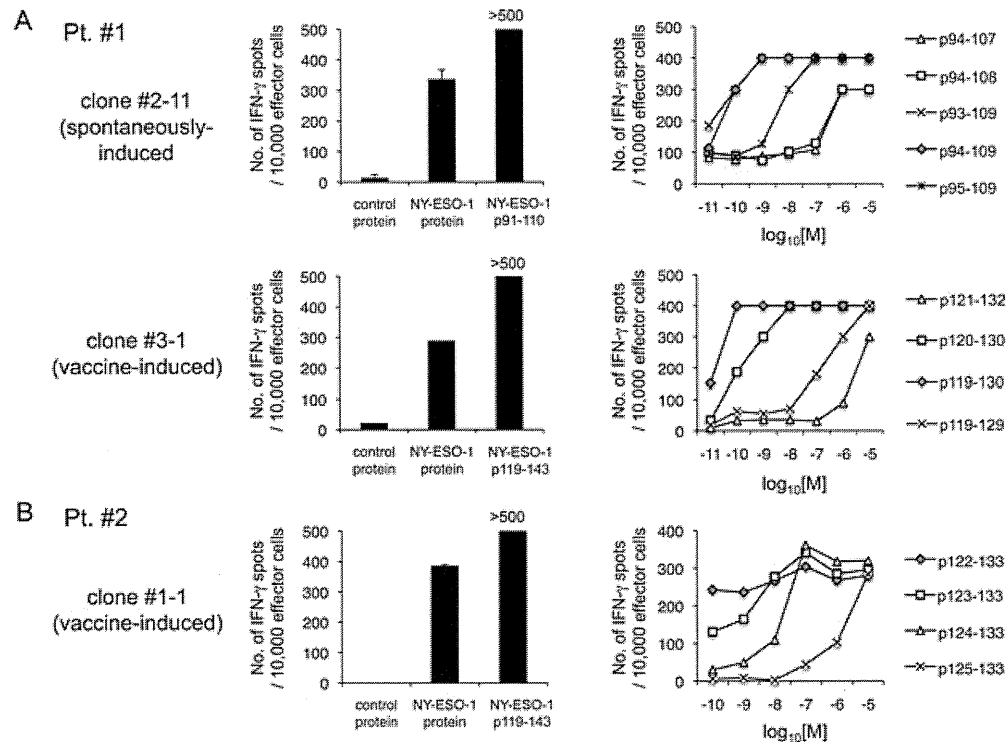 A
Pt. #1
clone #2-11
(spontaneously-
induced
No. of IFN-γ spots
/ 10,000 effector cells
500
400
300
200
100
0
>500
control
protein
NY-ESO-1
protein
NY-ESO-1
p91-110
No. of IFN-γ spots
/ 10,000 effector cells
500
400
300
200
100
0
-11 -10 -9 -8 -7 -6 -5
log10[M]
p94-107
p94-108
p93-109
p94-109
p95-109
clone #3-1
(vaccine-induced)
No. of IFN-γ spots
/ 10,000 effector cells
500
400
300
200
100
0
>500
control
protein
NY-ESO-1
protein
NY-ESO-1
p119-143
No. of IFN-γ spots
/ 10,000 effector cells
500
400
300
200
100
0
-11 -10 -9 -8 -7 -6 -5
log10[M]
p121-132
p120-130
p119-130
p119-129
B
Pt. #2
clone #1-1
(vaccine-induced)
No. of IFN-γ spots
/ 10,000 effector cells
500
400
300
200
100
0
>500
control
protein
NY-ESO-1
protein
NY-ESO-1
p119-143
No. of IFN-γ spots
/ 10,000 effector cells
400
300
200
100
0
-10 -9 -8 -7 -6 -5
log10[M]
p122-133
p123-133
p124-133
p125-133